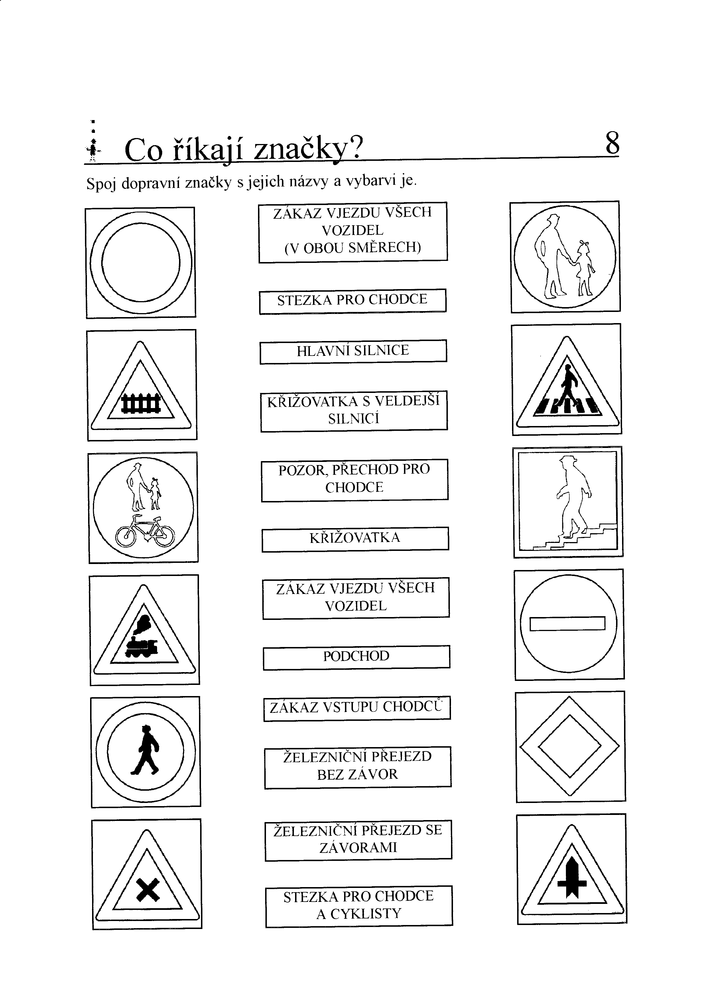 Co říkají značky?
8
Spoj dopravní značky s jejich názvy a vybarvi je.
ZÁKAZ VJEZDU VŠECH
VOZIDEL
(V OBOU SMĚRECH)
STEZKA PRO CHODCE
HLAVNÍ SILNICE
KŘIŽOVATKA S VELDEJŠÍ
SILNICÍ
POZOR, PŘECHOD PRO
CHODCE
KŘIŽOVATKA
ZÁKAZ VJEZDU VŠECH
VOZIDEL
PODCHOD
ZÁKAZ VSTUPU CHODCŮ
ŽELEZNIČNÍ PŘEJEZD
BEZ ZÁVOR
ŽELEZNIČNÍ PŘEJEZD SE
ZÁVORAMI
STEZKA PRO CHODCE
A CYKLISTY